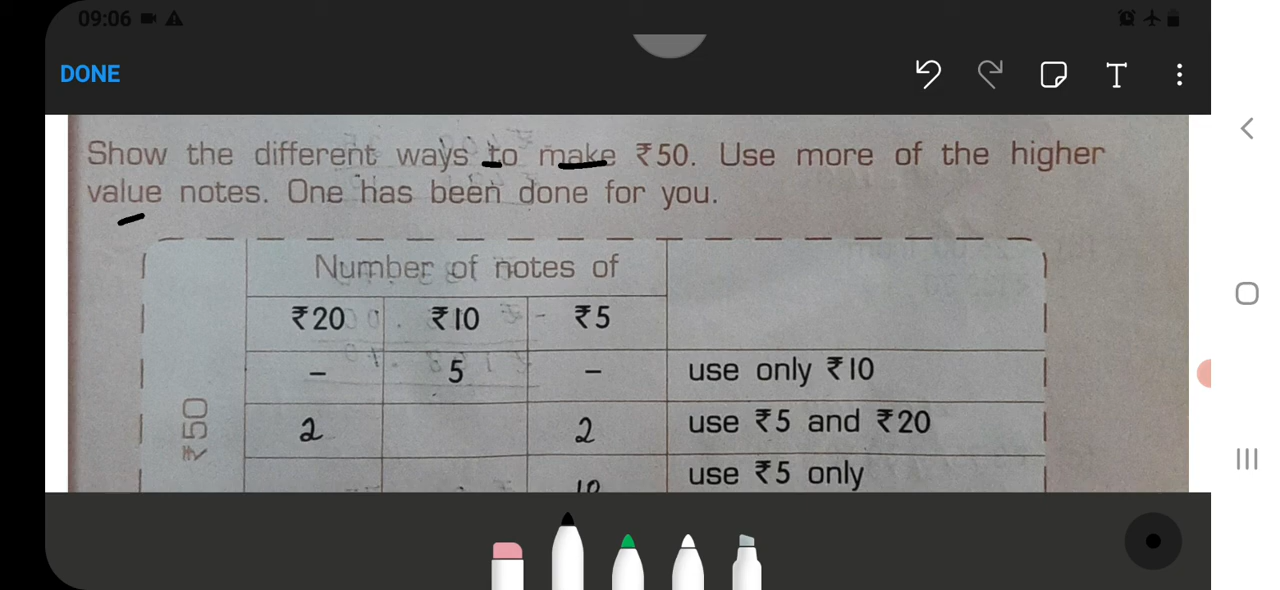 09:06
DONE
T
Show the different ways to make ₹50. Use more of the higher
value notes. One has been done for you.
Number of notes of
₹20 ₹10 ₹5
– 5 – use only ₹10
₹50
2 2 use ₹5 and ₹20
10 use ₹5 only